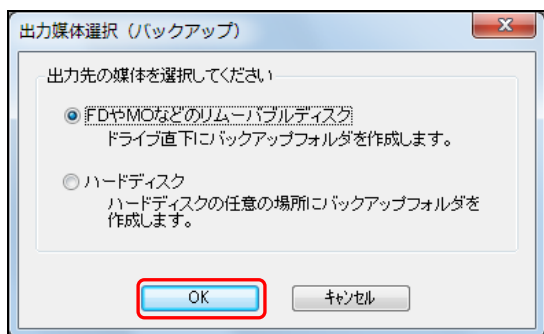 出力媒体選択（バックアップ）
出力先の媒体を選択してください
FDやMOなどのリムーバブルディスク
ドライブ直下にバックアップフォルダを作成します。
ハードディスク
ハードディスクの任意の場所にバックアップフォルダを
作成します。
OK
ｷｬﾝｾﾙ